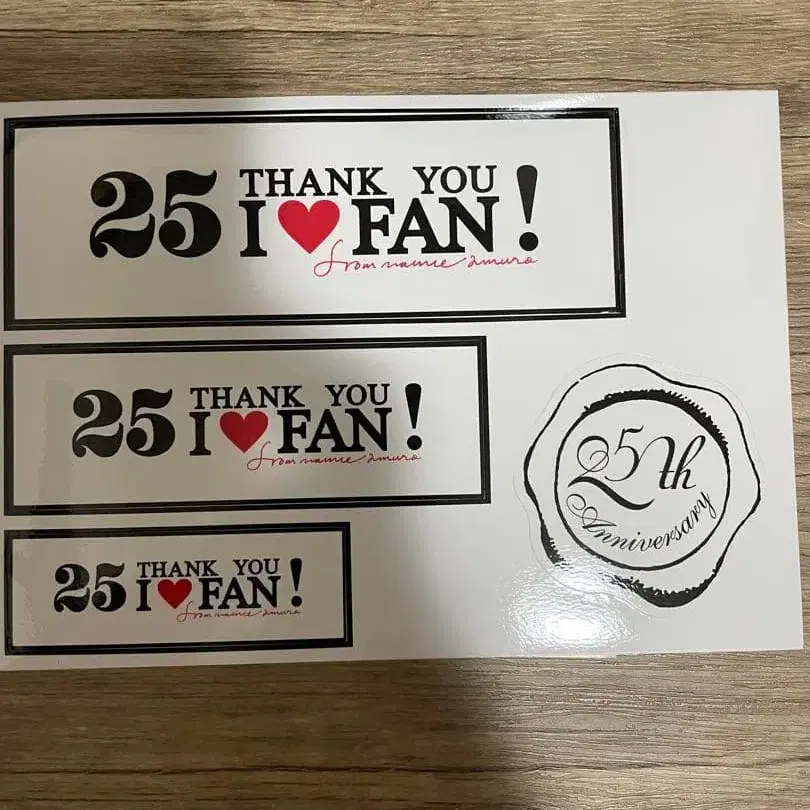 25 THANK YOU
I ❤ FAN!
from namie amuro
25 THANK YOU
I ❤ FAN!
from namie amuro
25 THANK YOU
I ❤ FAN!
from namie amuro
25th
Anniversary